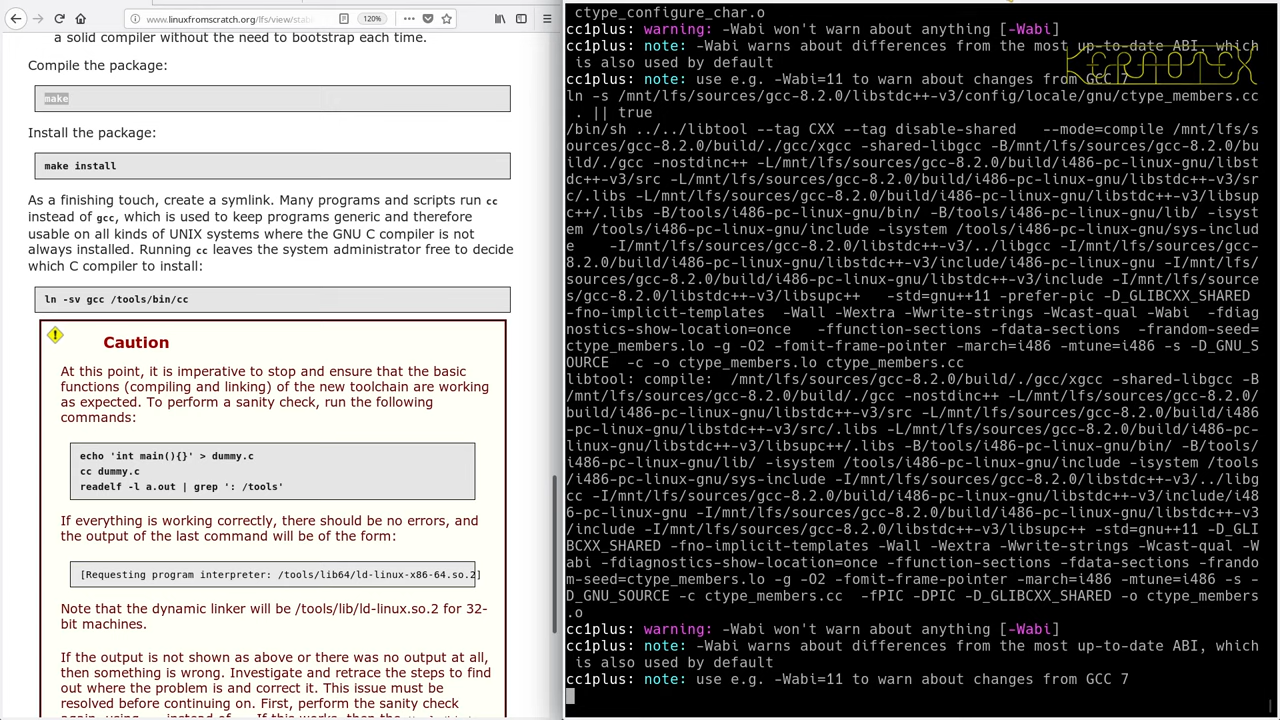 www.linuxfromscratch.org/lfs/view/stab
120%
a solid compiler without the need to bootstrap each time.
Compile the package:
make
Install the package:
make install
As a finishing touch, create a symlink. Many programs and scripts run cc
instead of gcc, which is used to keep programs generic and therefore
usable on all kinds of UNIX systems where the GNU C compiler is not
always installed. Running cc leaves the system administrator free to decide
which C compiler to install:
ln -sv gcc /tools/bin/cc
Caution
At this point, it is imperative to stop and ensure that the basic
functions (compiling and linking) of the new toolchain are working
as expected. To perform a sanity check, run the following
commands:
echo 'int main(){}' > dummy.c
cc dummy.c
readelf -l a.out | grep ': /tools'
If everything is working correctly, there should be no errors, and
the output of the last command will be of the form:
[Requesting program interpreter: /tools/lib64/ld-linux-x86-64.so.2]
Note that the dynamic linker will be /tools/lib/ld-linux.so.2 for 32-
bit machines.
If the output is not shown as above or there was no output at all,
then something is wrong. Investigate and retrace the steps to find
out where the problem is and correct it. This issue must be
resolved before continuing on. First, perform the sanity check
ctype_configure_char.o
cc1plus: warning: -Wabi won't warn about anything [-Wabi]
cc1plus: note: -Wabi warns about differences from the most up-to-date ABI, which
is also used by default
cc1plus: note: use e.g. -Wabi=11 to warn about changes from GCC 7
KERNOTEX
ln -s /mnt/lfs/sources/gcc-8.2.0/libstdc++-v3/config/locale/gnu/ctype_members.cc
. || true
/bin/sh ../../libtool --tag CXX --tag disable-shared   --mode=compile /mnt/lfs/s
ources/gcc-8.2.0/build/./gcc/xgcc -shared-libgcc -B/mnt/lfs/sources/gcc-8.2.0/bu
ild/./gcc -nostdinc++ -L/mnt/lfs/sources/gcc-8.2.0/build/i486-pc-linux-gnu/libst
dc++-v3/src -L/mnt/lfs/sources/gcc-8.2.0/build/i486-pc-linux-gnu/libstdc++-v3/sr
c/.libs -L/mnt/lfs/sources/gcc-8.2.0/build/i486-pc-linux-gnu/libstdc++-v3/libsup
c++/.libs -B/tools/i486-pc-linux-gnu/bin/ -B/tools/i486-pc-linux-gnu/lib/ -isyst
em /tools/i486-pc-linux-gnu/include -isystem /tools/i486-pc-linux-gnu/sys-includ
e    -I/mnt/lfs/sources/gcc-8.2.0/libstdc++-v3/../libgcc -I/mnt/lfs/sources/gcc-
8.2.0/build/i486-pc-linux-gnu/libstdc++-v3/include/i486-pc-linux-gnu -I/mnt/lfs/
sources/gcc-8.2.0/build/i486-pc-linux-gnu/libstdc++-v3/include -I/mnt/lfs/source
s/gcc-8.2.0/libstdc++-v3/libsupc++   -std=gnu++11 -prefer-pic -D_GLIBCXX_SHARED
-fno-implicit-templates -Wall -Wextra -Wwrite-strings -Wcast-qual -Wabi -fdiag
nostics-show-location=once   -ffunction-sections -fdata-sections  -frandom-seed=
ctype_members.lo -g -O2 -fomit-frame-pointer -march=i486 -mtune=i486 -s -D_GNU_S
OURCE  -c -o ctype_members.lo ctype_members.cc
libtool: compile:  /mnt/lfs/sources/gcc-8.2.0/build/./gcc/xgcc -shared-libgcc -B
/mnt/lfs/sources/gcc-8.2.0/build/./gcc -nostdinc++ -L/mnt/lfs/sources/gcc-8.2.0/
build/i486-pc-linux-gnu/libstdc++-v3/src -L/mnt/lfs/sources/gcc-8.2.0/build/i486
-pc-linux-gnu/libstdc++-v3/src/.libs -L/mnt/lfs/sources/gcc-8.2.0/build/i486-pc-
linux-gnu/libstdc++-v3/libsupc++/.libs -B/tools/i486-pc-linux-gnu/bin/ -B/tools/
i486-pc-linux-gnu/lib/ -isystem /tools/i486-pc-linux-gnu/include -isystem /tools
/i486-pc-linux-gnu/sys-include -I/mnt/lfs/sources/gcc-8.2.0/libstdc++-v3/../libg
cc -I/mnt/lfs/sources/gcc-8.2.0/build/i486-pc-linux-gnu/libstdc++-v3/include/i48
6-pc-linux-gnu -I/mnt/lfs/sources/gcc-8.2.0/build/i486-pc-linux-gnu/libstdc++-v3
/include -I/mnt/lfs/sources/gcc-8.2.0/libstdc++-v3/libsupc++ -std=gnu++11 -D_GLI
BCXX_SHARED -fno-implicit-templates -Wall -Wextra -Wwrite-strings -Wcast-qual -W
abi -fdiagnostics-show-location=once -ffunction-sections -fdata-sections -frando
m-seed=ctype_members.lo -g -O2 -fomit-frame-pointer -march=i486 -mtune=i486 -s -
D_GNU_SOURCE -c ctype_members.cc  -fPIC -DPIC -D_GLIBCXX_SHARED -o ctype_members
.o
cc1plus: warning: -Wabi won't warn about anything [-Wabi]
cc1plus: note: -Wabi warns about differences from the most up-to-date ABI, which
is also used by default
cc1plus: note: use e.g. -Wabi=11 to warn about changes from GCC 7